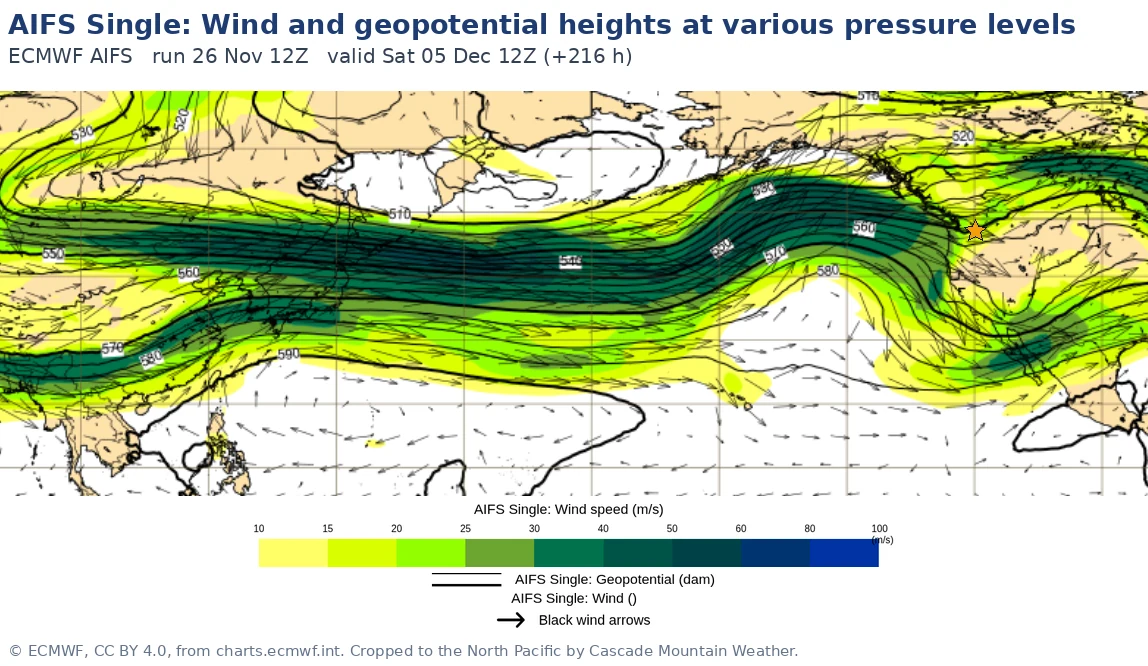 AIFS Single: Wind and geopotential heights at various pressure levels
ECMWF AIFS run 26 Nov 12Z valid Sat 05 Dec 12Z (+216 h)
510
530
520
520
510
550
560
540
550
570
560
580
570
580
590
AIFS Single: Wind speed (m/s)
10 15 20 25 30 40 50 60 80 100
(m/s)
AIFS Single: Geopotential (dam)
AIFS Single: Wind ()
Black wind arrows
© ECMWF, CC BY 4.0, from charts.ecmwf.int. Cropped to the North Pacific by Cascade Mountain Weather.